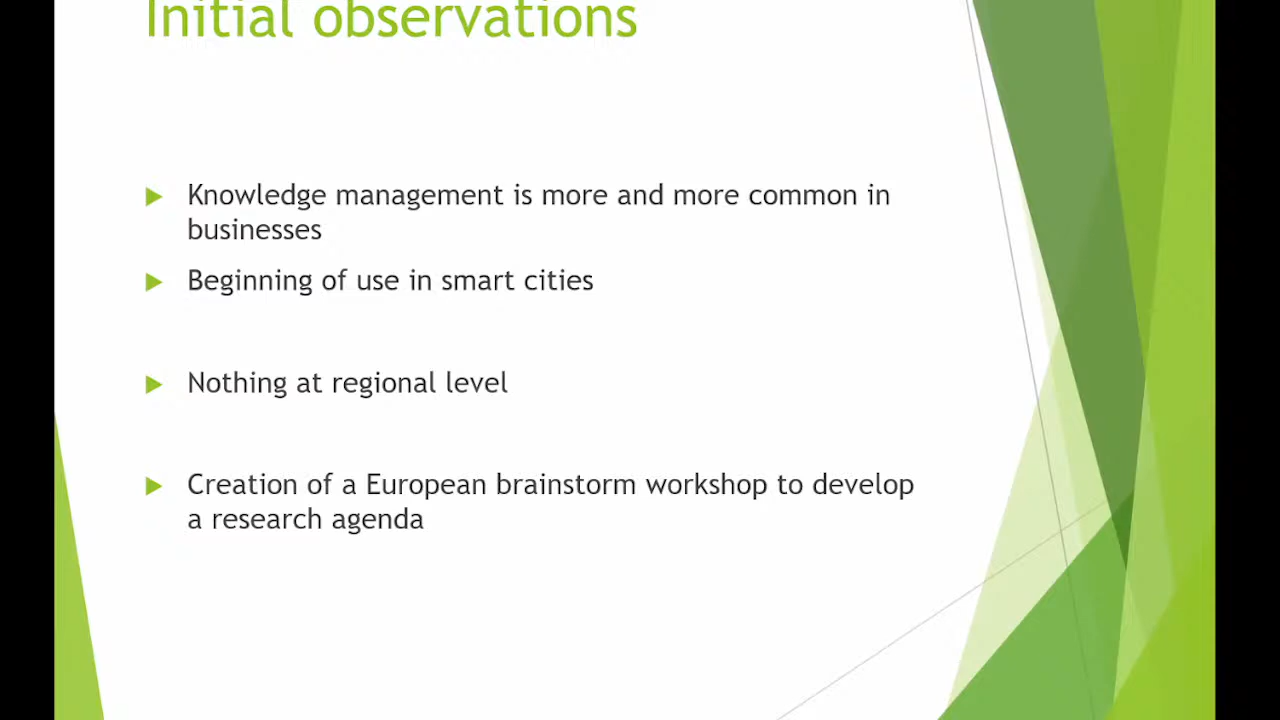 Initial observations
Knowledge management is more and more common in
businesses
Beginning of use in smart cities
Nothing at regional level
Creation of a European brainstorm workshop to develop
a research agenda